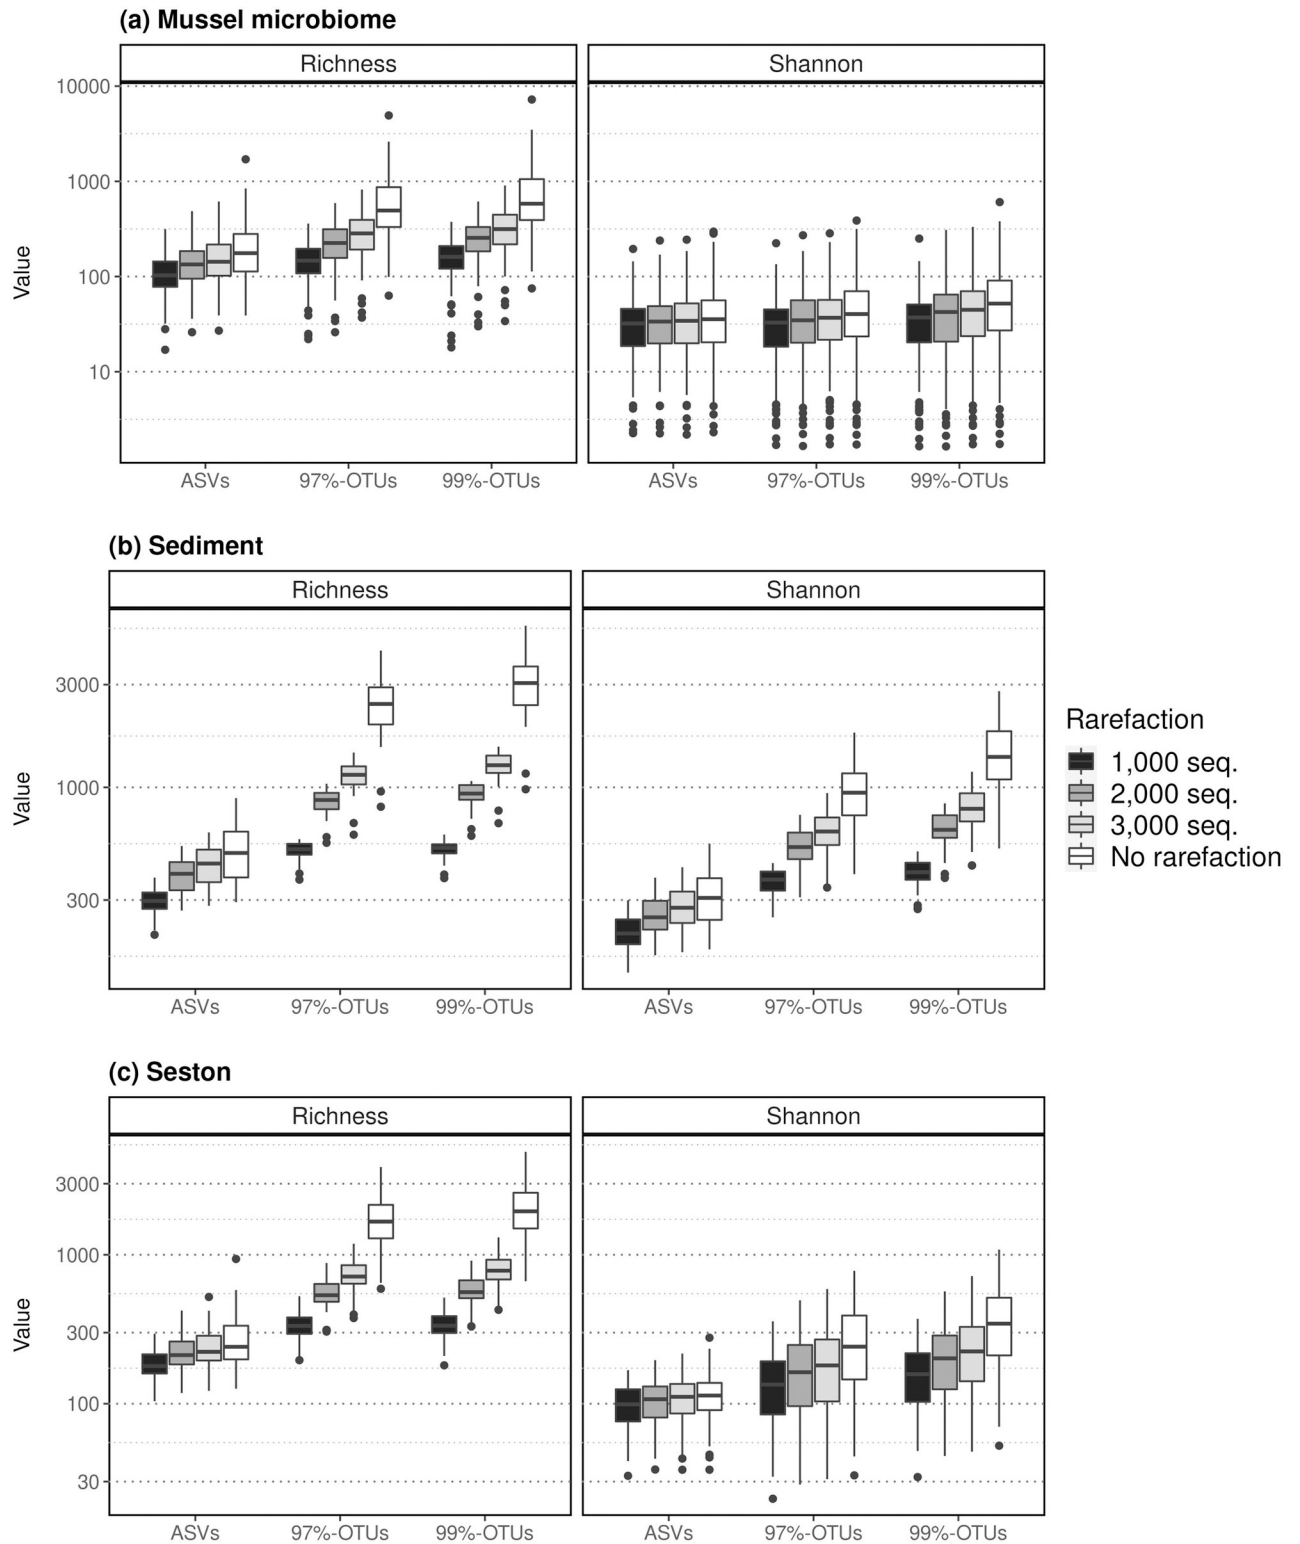 (a) Mussel microbiome
Richness
Shannon
Value
10000
1000
100
10
ASVs 97%-OTUs 99%-OTUs
ASVs 97%-OTUs 99%-OTUs
(b) Sediment
Richness
Shannon
Value
3000
1000
300
ASVs 97%-OTUs 99%-OTUs
ASVs 97%-OTUs 99%-OTUs
Rarefaction
1,000 seq.
2,000 seq.
3,000 seq.
No rarefaction
(c) Seston
Richness
Shannon
Value
3000
1000
300
100
30
ASVs 97%-OTUs 99%-OTUs
ASVs 97%-OTUs 99%-OTUs